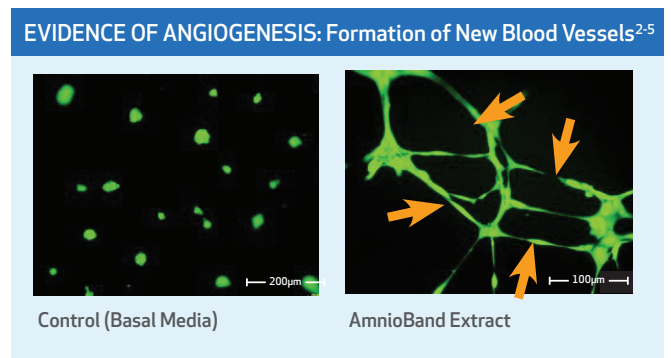 EVIDENCE OF ANGIOGENESIS: Formation of New Blood Vessels2-5
200µm
100µm
Control (Basal Media)
AmnioBand Extract